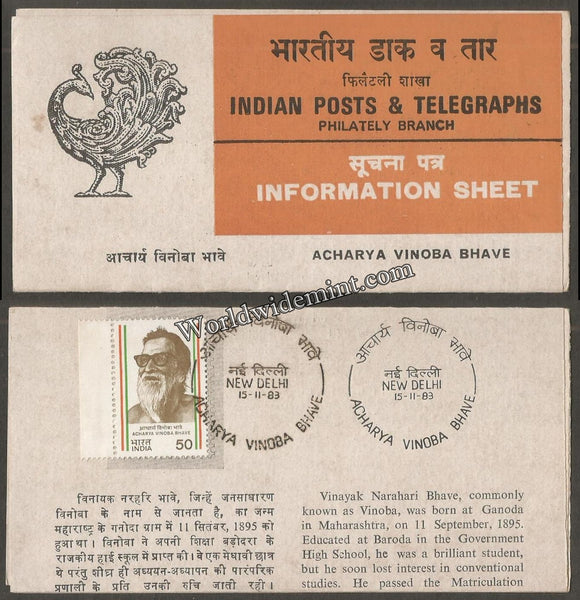 भारतीय डाक व तार
फिलैटली शाखा
INDIAN POSTS & TELEGRAPHS
PHILATELY BRANCH
सूचना पत्र
INFORMATION SHEET
आचार्य विनोबा भावे
ACHARYA VINOBA BHAVE
Worldwidemint.com
आचार्य विनोबा भावे
ACHARYA VINOBA BHAVE
भारत
INDIA
50
आचार्य विनोबा भावे
नई दिल्ली
NEW DELHI
15-11-83
ACHARYA VINOBA BHAVE
आचार्य विनोबा भावे
नई दिल्ली
NEW DELHI
15-11-83
ACHARYA VINOBA BHAVE
विनायक नरहरि भावे, जिन्हें जनसाधारण
विनोबा के नाम से जानता है, का जन्म
महाराष्ट्र के गनोदा ग्राम में 11 सितंबर, 1895 को
हुआ था। विनोबा ने अपनी शिक्षा बड़ोदरा के
राजकीय हाई स्कूल में प्राप्त की। वे एक मेधावी छात्र
थे परंतु शीघ्र ही अध्ययन-अध्यापन की पारंपरिक
प्रणाली के प्रति उनकी रुचि जाती रही।
Vinayak Narahari Bhave, commonly
known as Vinoba, was born at Ganoda
in Maharashtra, on 11 September, 1895.
Educated at Baroda in the Government
High School, he was a brilliant student,
but he soon lost interest in conventional
studies. He passed the Matriculation